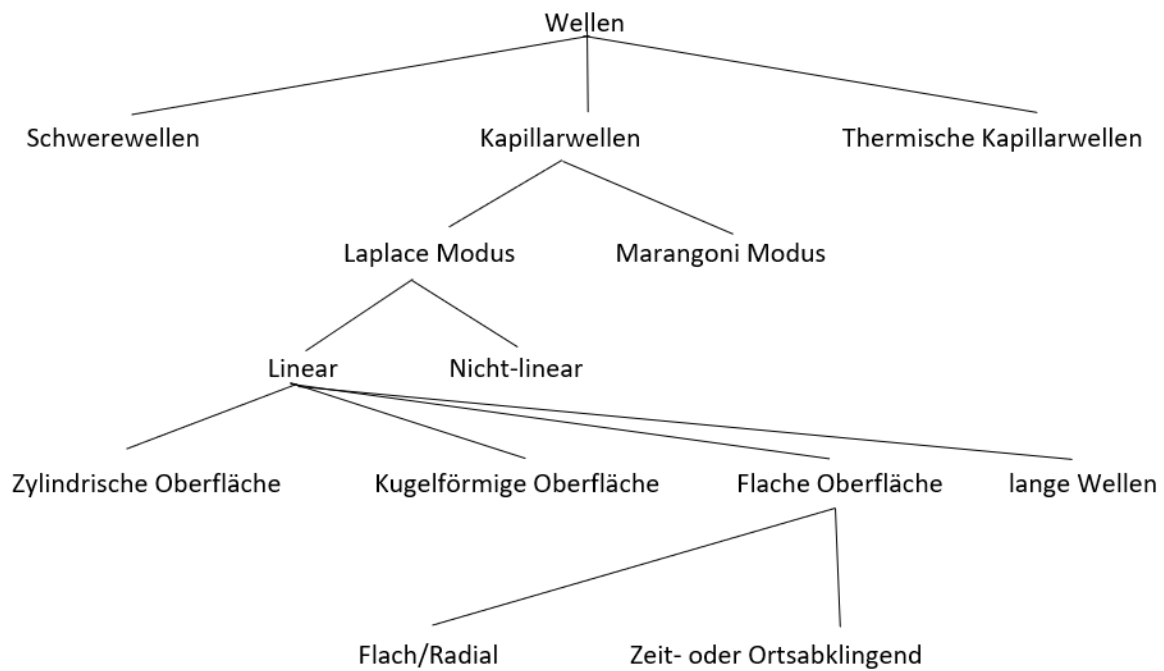 Wellen
Schwerewellen
Kapillarwellen
Thermische Kapillarwellen
Laplace Modus
Marangoni Modus
Linear
Nicht-linear
Zylindrische Oberfläche
Kugelförmige Oberfläche
Flache Oberfläche
lange Wellen
Flach/Radial
Zeit- oder Ortsabklingend